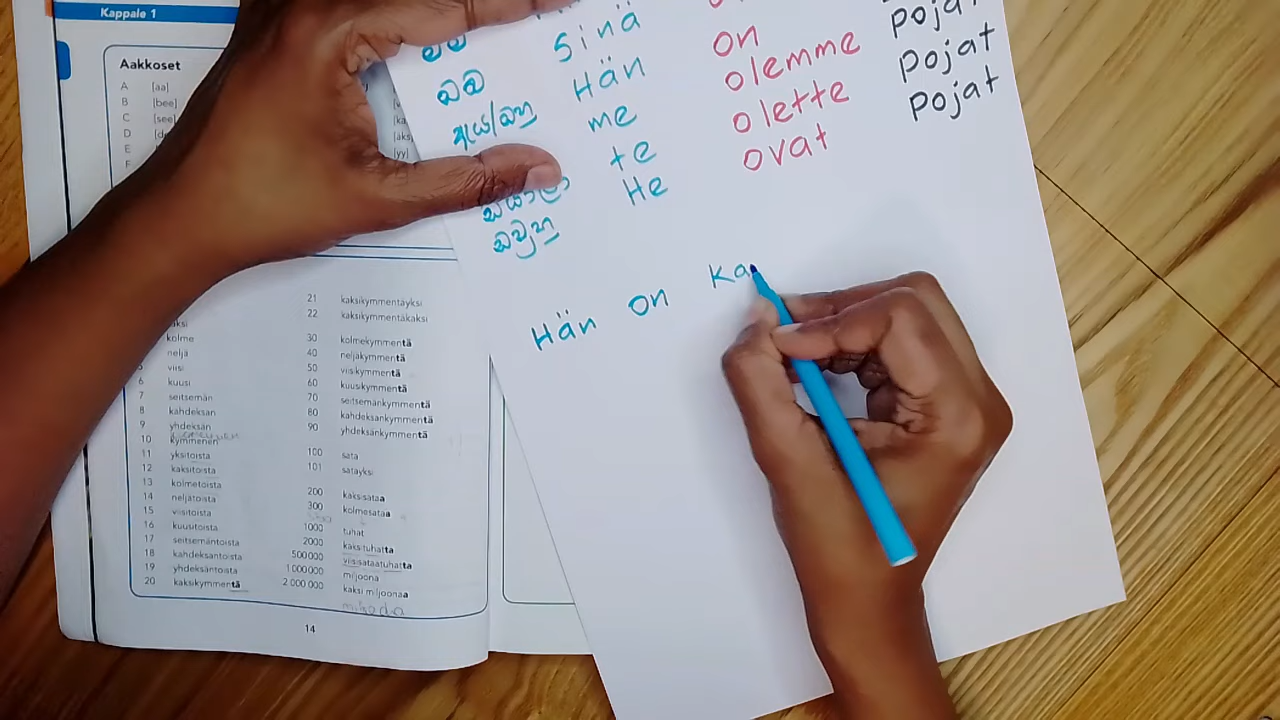 Kappale 1
Aakkoset
A [aa]
B [bee]
C [see]
D
E
F
[yy]
Sinä on pojat
ඔබ Hän olemme pojat
me olette pojat
te ovat
He
ඔවුන
Hän on Ka
kolme
neljä
viisi
6 kuusi
7 seitsemän
8 kahdeksan
9 yhdeksän
10 kymmenen
11 yksitoista
12 kaksitoista
13 kolmetoista
14 neljätoista
15 viisitoista
16 kuusitoista
17 seitsemäntoista
18 kahdeksantoista
19 yhdeksäntoista
20 kaksikymmentä
21 kaksikymmentäyksi
22 kaksikymmentäkaksi
30 kolmekymmentä
40 neljäkymmentä
50 viisikymmentä
60 kuusikymmentä
70 seitsemänkymmentä
80 kahdeksankymmentä
90 yhdeksänkymmentä
100 sata
101 satayksi
200 kaksisataa
300 kolmesataa
1000 tuhat
2000 kaksituhatta
500 000 viisisataatuhatta
1 000 000 miljoona
2 000 000 kaksi miljoonaa
14